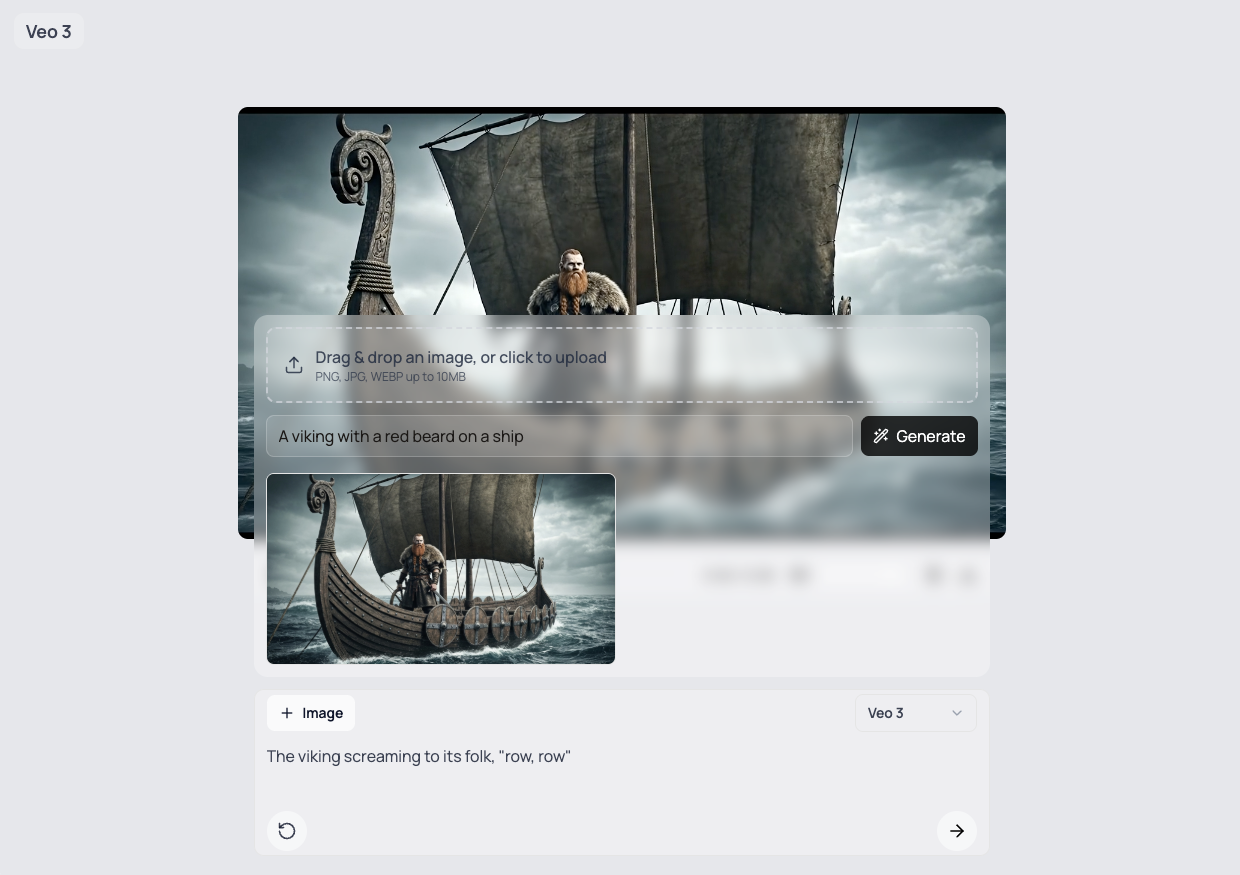 Veo 3
Drag & drop an image, or click to upload
PNG, JPG, WEBP up to 10MB
A viking with a red beard on a ship
Generate
Image
Veo 3
The viking screaming to its folk, "row, row"